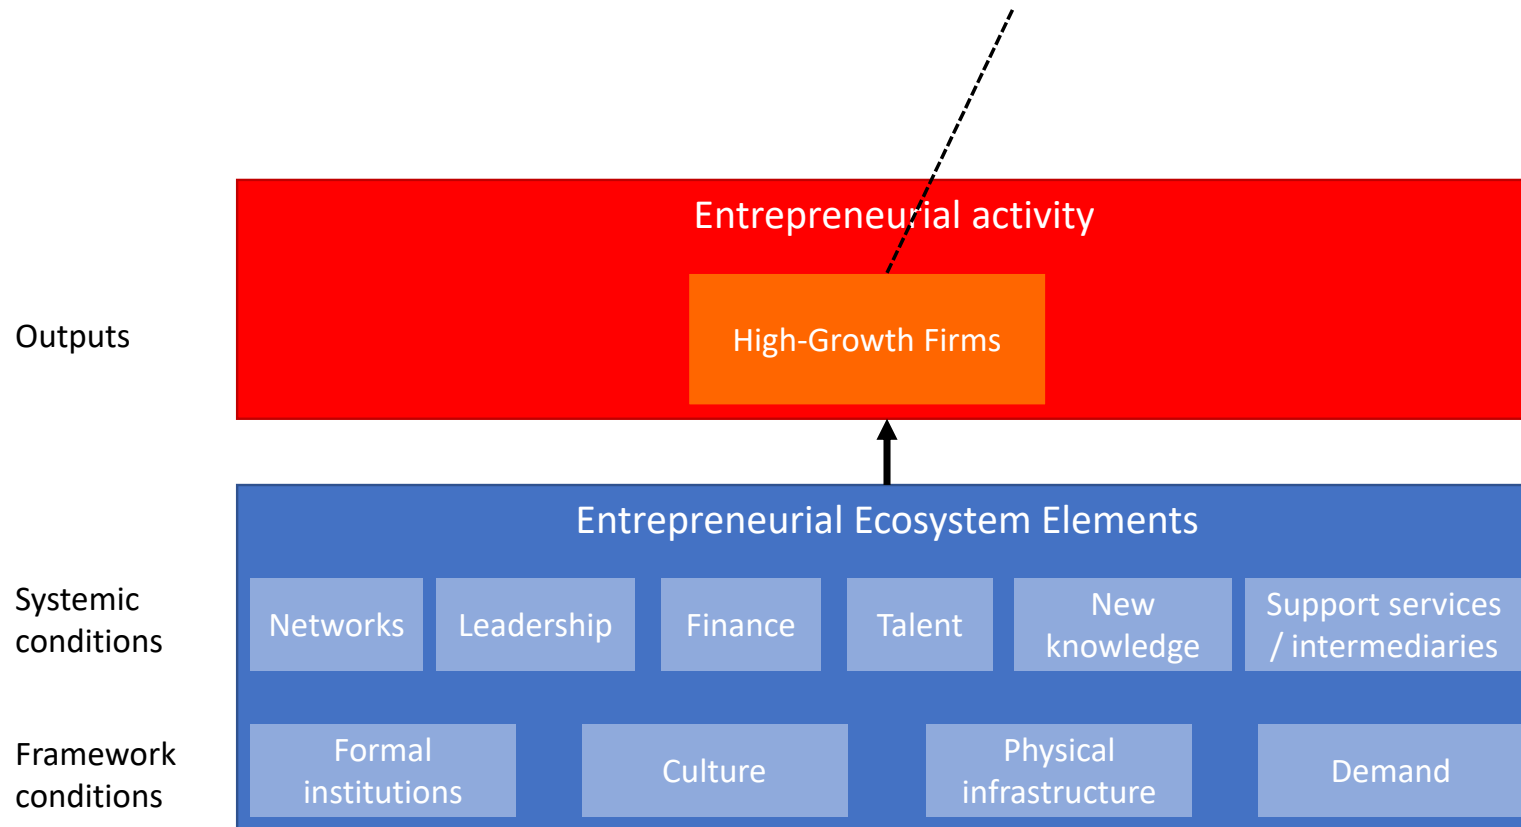 Entrepreneurial activity
Outputs
High-Growth Firms
Entrepreneurial Ecosystem Elements
Systemic
conditions
Networks
Leadership
Finance
Talent
New
knowledge
Support services
/ intermediaries
Framework
conditions
Formal
institutions
Culture
Physical
infrastructure
Demand